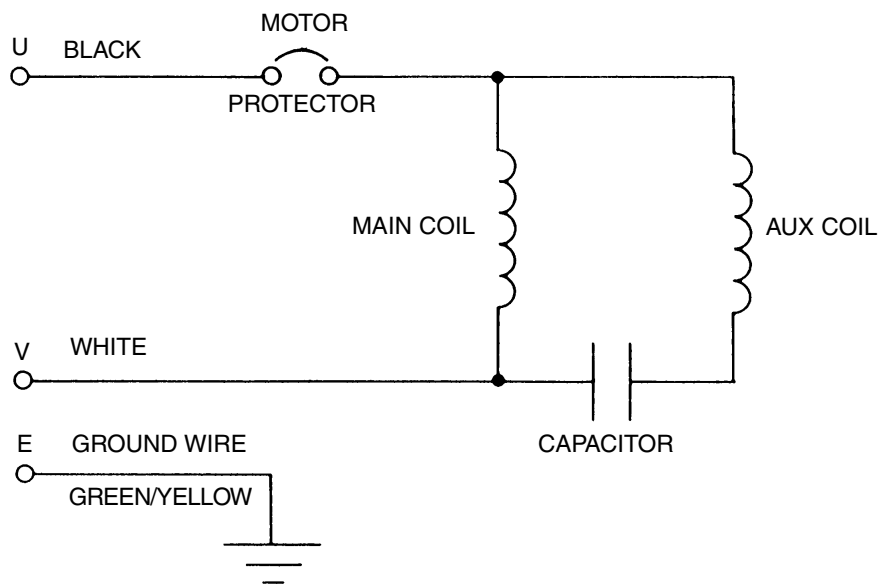 MOTOR
U BLACK
PROTECTOR
MAIN COIL
AUX COIL
V WHITE
E GROUND WIRE
CAPACITOR
GREEN/YELLOW